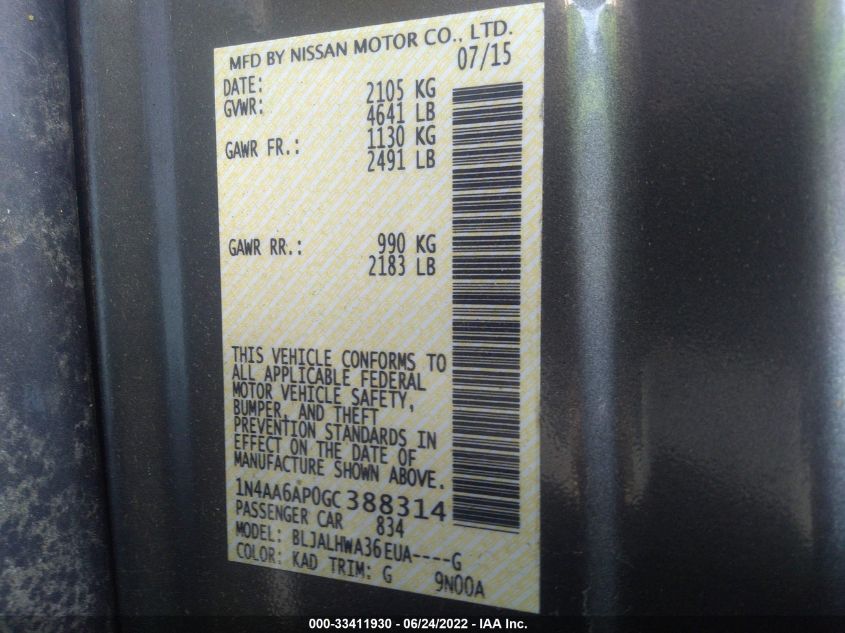 MFD BY NISSAN MOTOR CO., LTD.
DATE: 07/15
GVWR: 2105 KG
4641 LB
GAWR FR.: 1130 KG
2491 LB
GAWR RR.: 990 KG
2183 LB
THIS VEHICLE CONFORMS TO
ALL APPLICABLE FEDERAL
MOTOR VEHICLE SAFETY,
BUMPER, AND THEFT
PREVENTION STANDARDS IN
EFFECT ON THE DATE OF
MANUFACTURE SHOWN ABOVE.
1N4AA6AP0GC388314
PASSENGER CAR 834
MODEL: BLJALHWA36EUA----G
COLOR: KAD TRIM: G 9N00A
000-33411930 - 06/24/2022 - IAA Inc.